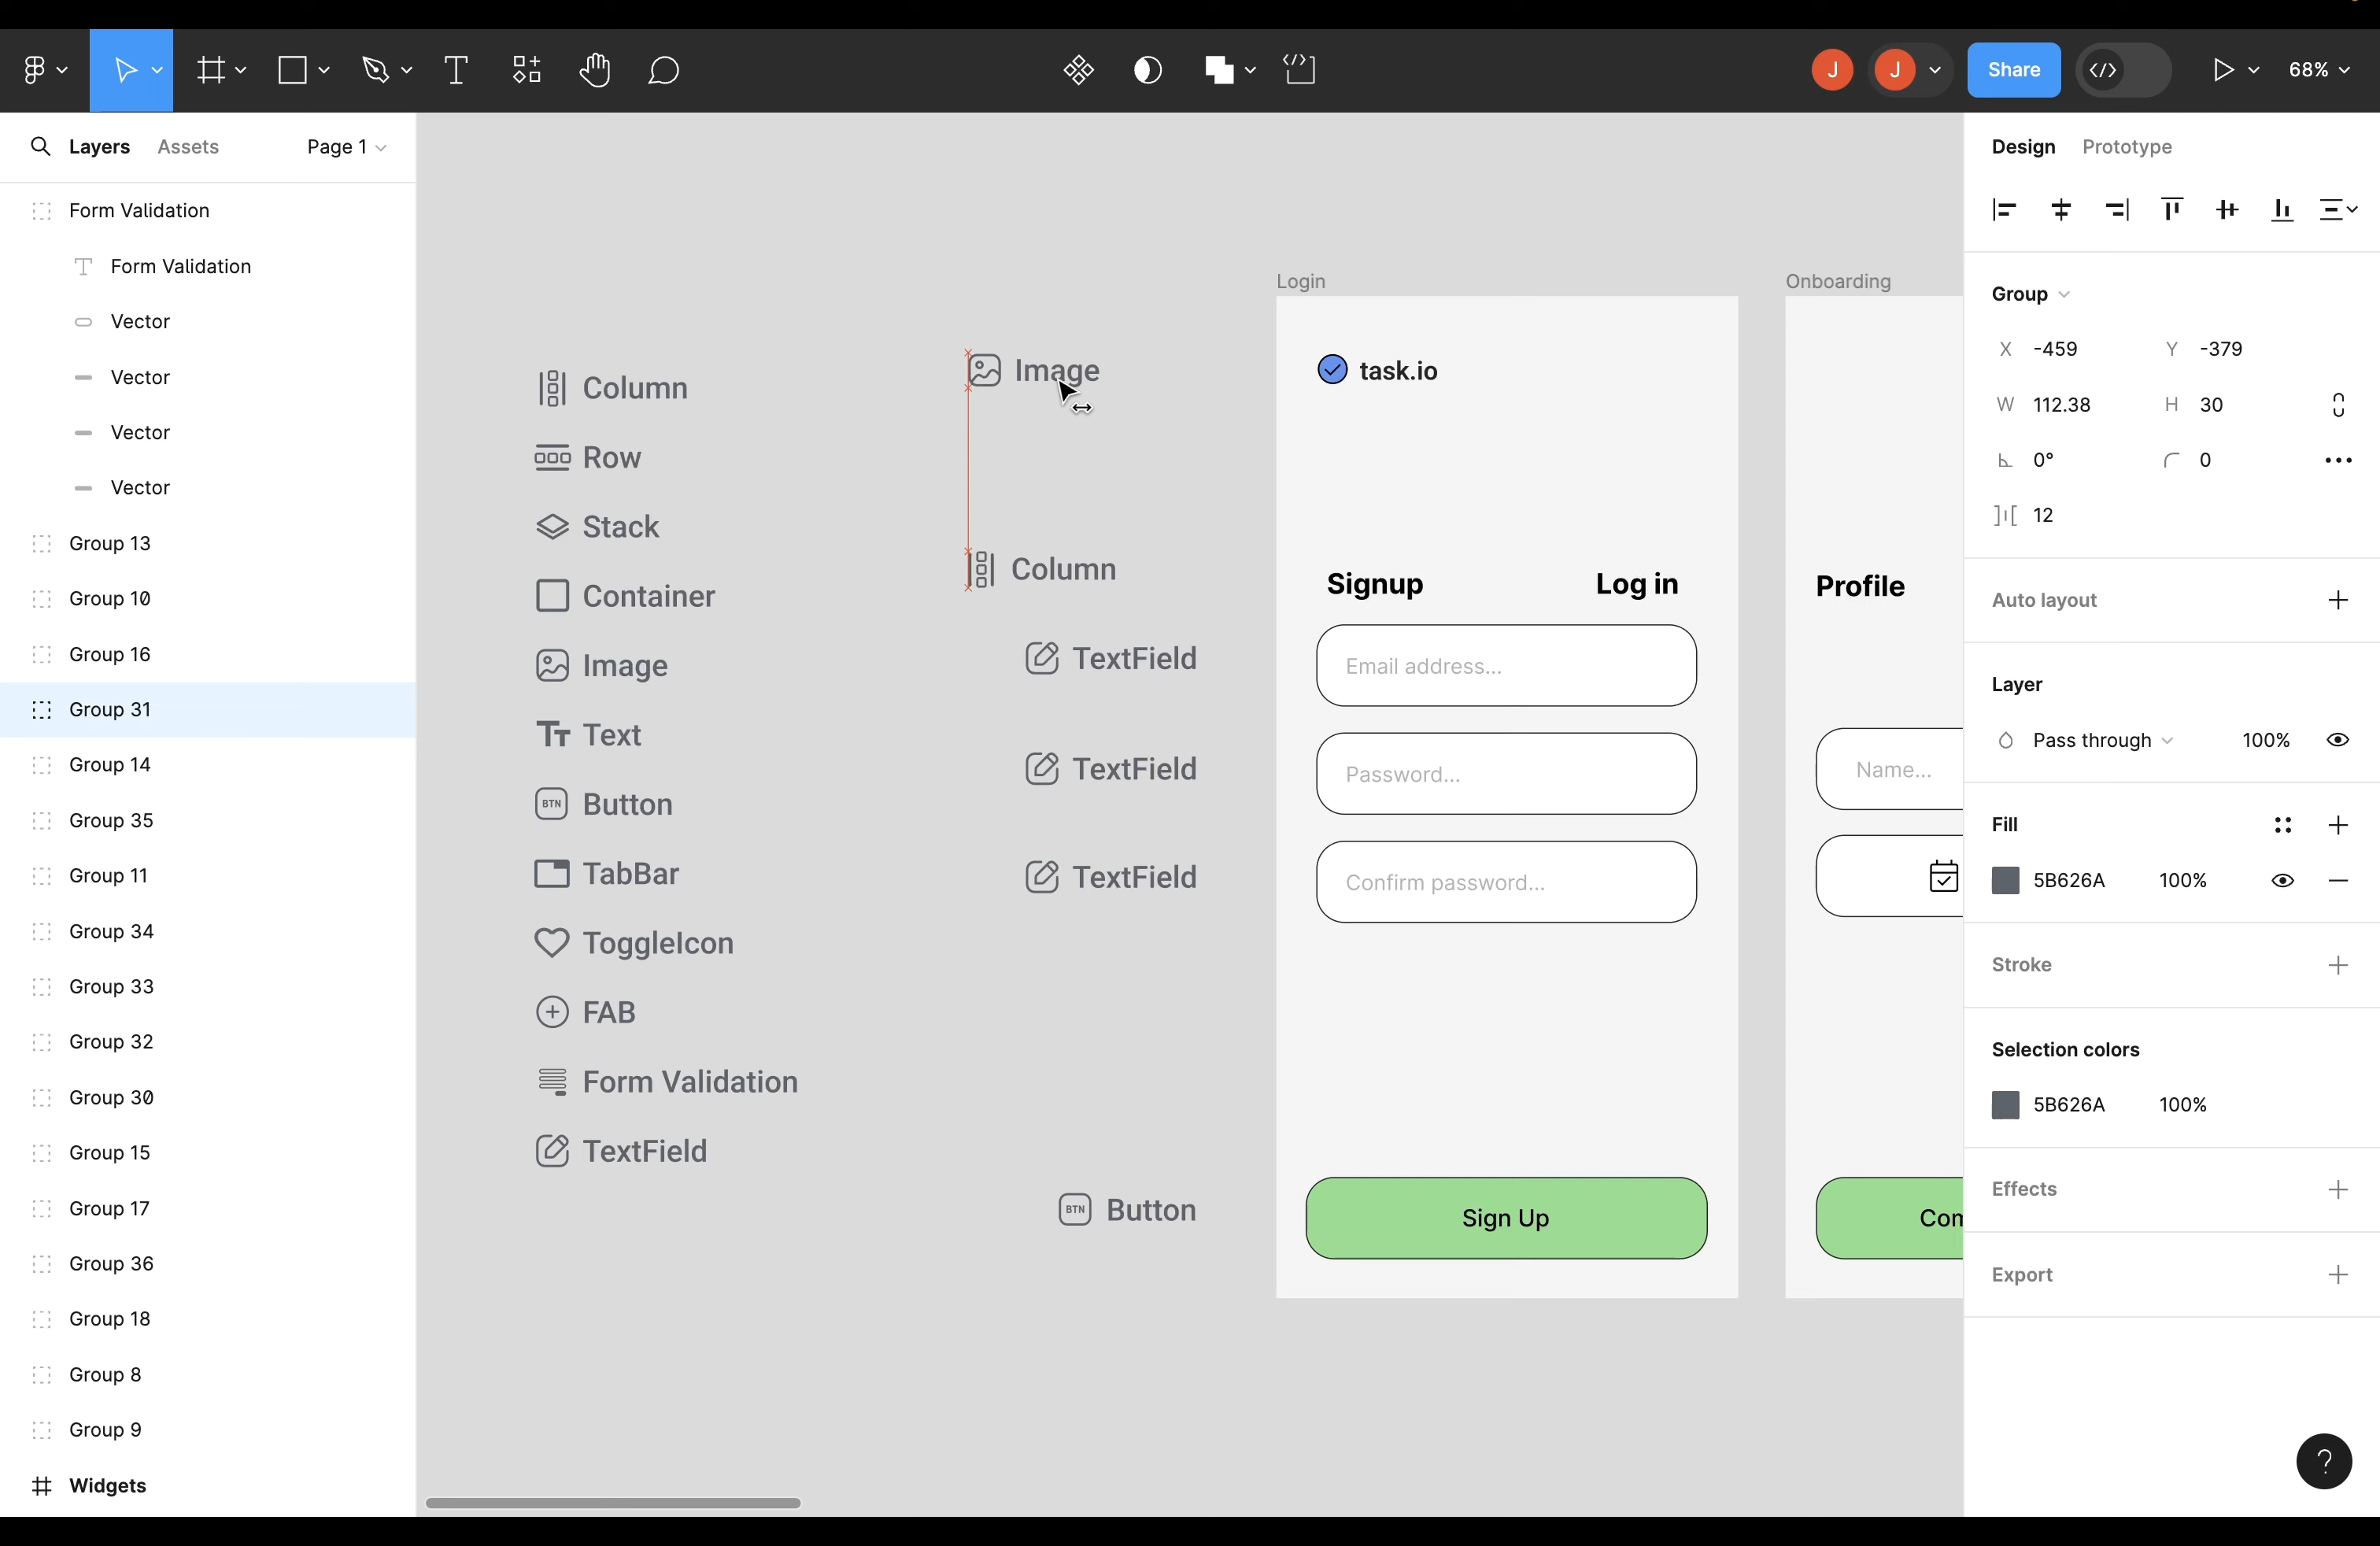 J
J
Share
68%
Layers
Assets
Page 1
Form Validation
Form Validation
Vector
Vector
Vector
Vector
Group 13
Group 10
Group 16
Group 31
Group 14
Group 35
Group 11
Group 34
Group 33
Group 32
Group 30
Group 15
Group 17
Group 36
Group 18
Group 8
Group 9
Widgets
Column
Row
Stack
Container
Image
Text
BTN Button
TabBar
ToggleIcon
FAB
Form Validation
TextField
Image
Column
TextField
TextField
TextField
BTN Button
Login
task.io
Signup
Log in
Email address...
Password...
Confirm password...
Sign Up
Onboarding
Profile
Name...
Com
Design
Prototype
Group
X -459
Y -379
W 112.38
H 30
0°
0
12
Auto layout
Layer
Pass through
100%
Fill
5B626A
100%
Stroke
Selection colors
5B626A
100%
Effects
Export
?